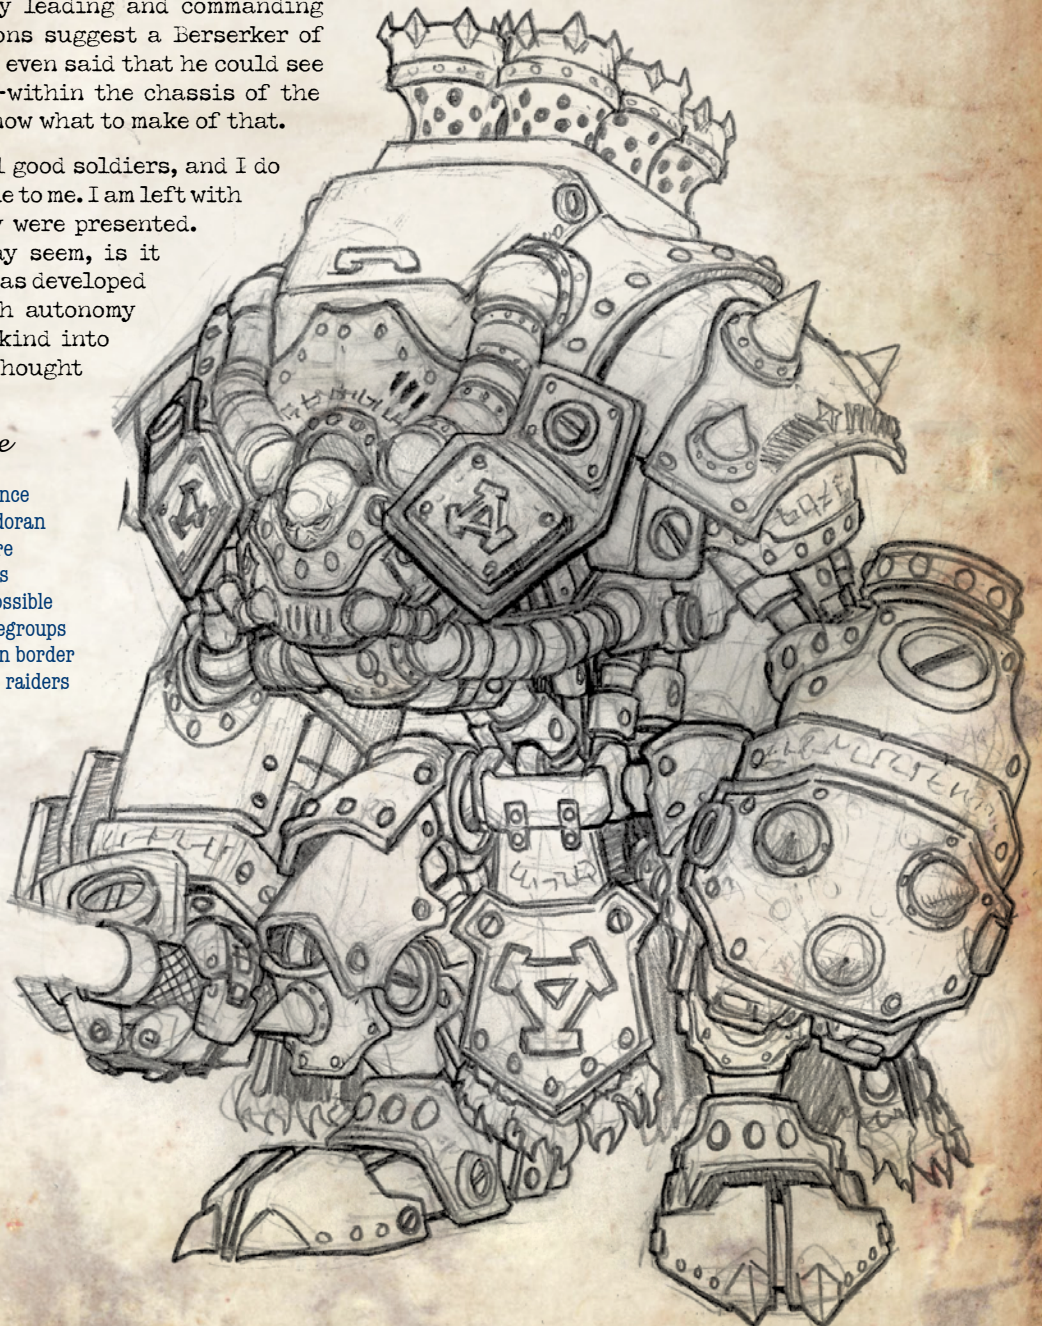 y leading and commanding
ons suggest a Berserker of
even said that he could see
-within the chassis of the
now what to make of that.
l good soldiers, and I do
le to me. I am left with
y were presented.
ay seem, is it
as developed
h autonomy
kind into
hought
e
nce
doran
re
s
ossible
egroups
n border
raiders